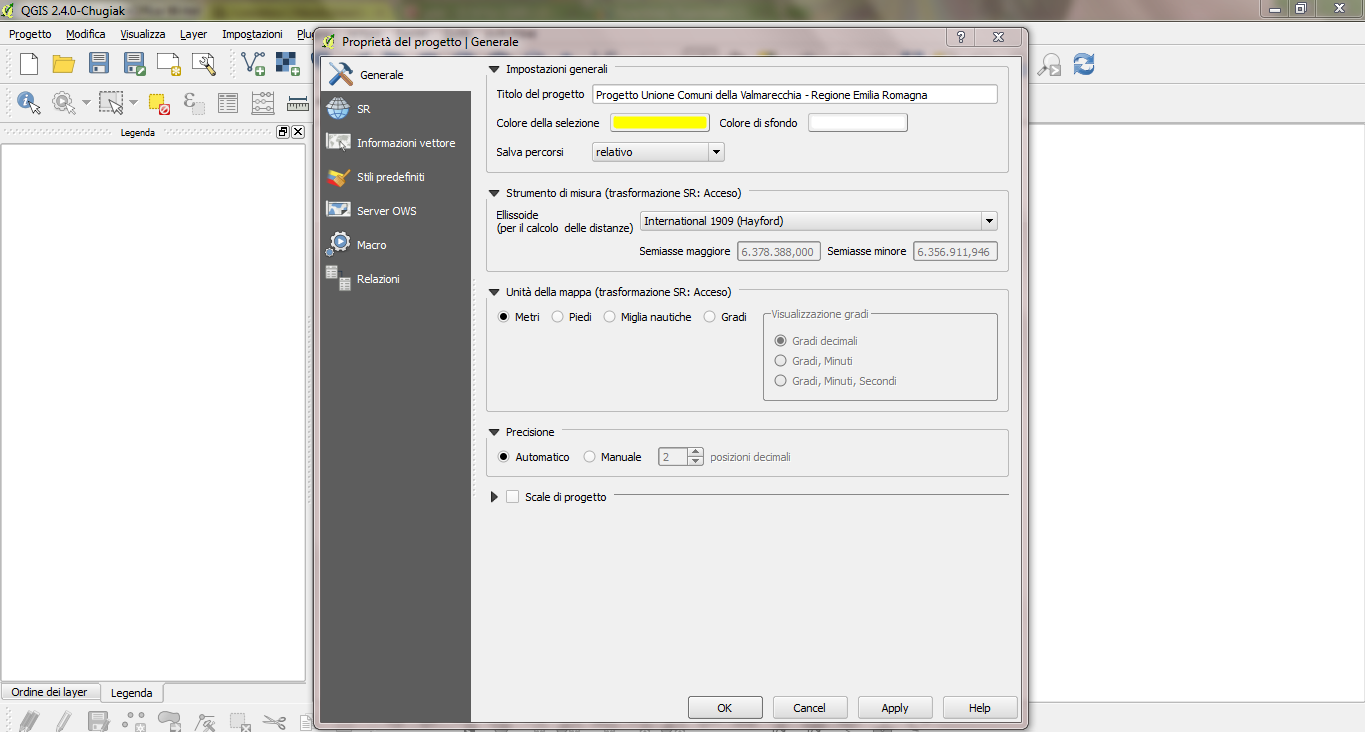 QGIS 2.4.0-Chugiak
Progetto Modifica Visualizza Layer Impostazioni
Legenda
Ordine dei layer Legenda
Proprietà del progetto | Generale
Generale
SR
Informazioni vettore
Stili predefiniti
Server OWS
Macro
Relazioni
Impostazioni generali
Titolo del progetto Progetto Unione Comuni della Valmarecchia - Regione Emilia Romagna
Colore della selezione Colore di sfondo
Salva percorsi relativo
Strumento di misura (trasformazione SR: Acceso)
Ellissoide
(per il calcolo delle distanze) International 1909 (Hayford)
Semiasse maggiore 6.378.388,000 Semiasse minore 6.356.911,946
Unità della mappa (trasformazione SR: Acceso)
Metri Piedi Miglia nautiche Gradi
Visualizzazione gradi
Gradi decimali
Gradi, Minuti
Gradi, Minuti, Secondi
Precisione
Automatico Manuale 2 posizioni decimali
Scale di progetto
OK Cancel Apply Help